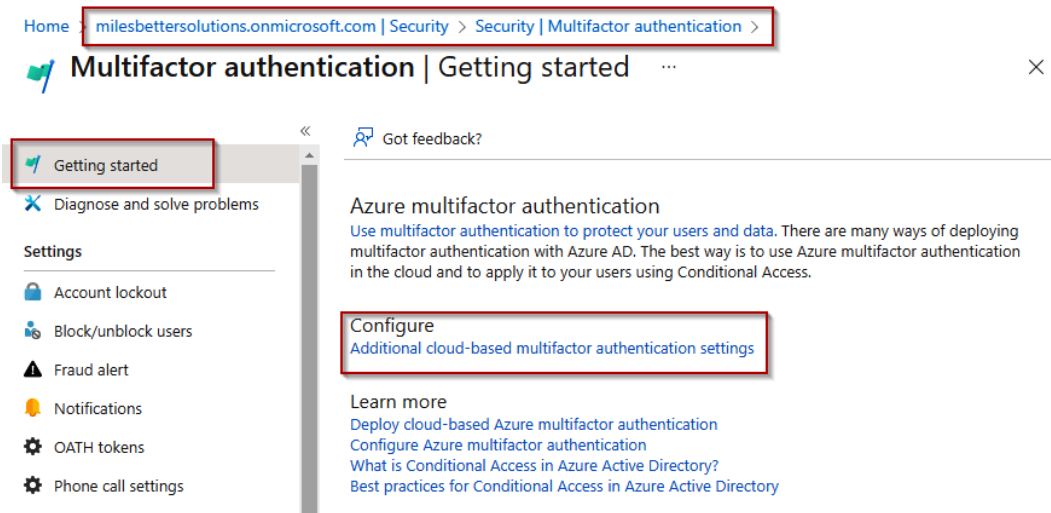 Home > milesbettersolutions.onmicrosoft.com | Security > Security | Multifactor authentication >
Multifactor authentication | Getting started ...
Got feedback?
Getting started
Diagnose and solve problems
Settings
Account lockout
Block/unblock users
Fraud alert
Notifications
OATH tokens
Phone call settings
Azure multifactor authentication
Use multifactor authentication to protect your users and data. There are many ways of deploying
multifactor authentication with Azure AD. The best way is to use Azure multifactor authentication
in the cloud and to apply it to your users using Conditional Access.
Configure
Additional cloud-based multifactor authentication settings
Learn more
Deploy cloud-based Azure multifactor authentication
Configure Azure multifactor authentication
What is Conditional Access in Azure Active Directory?
Best practices for Conditional Access in Azure Active Directory